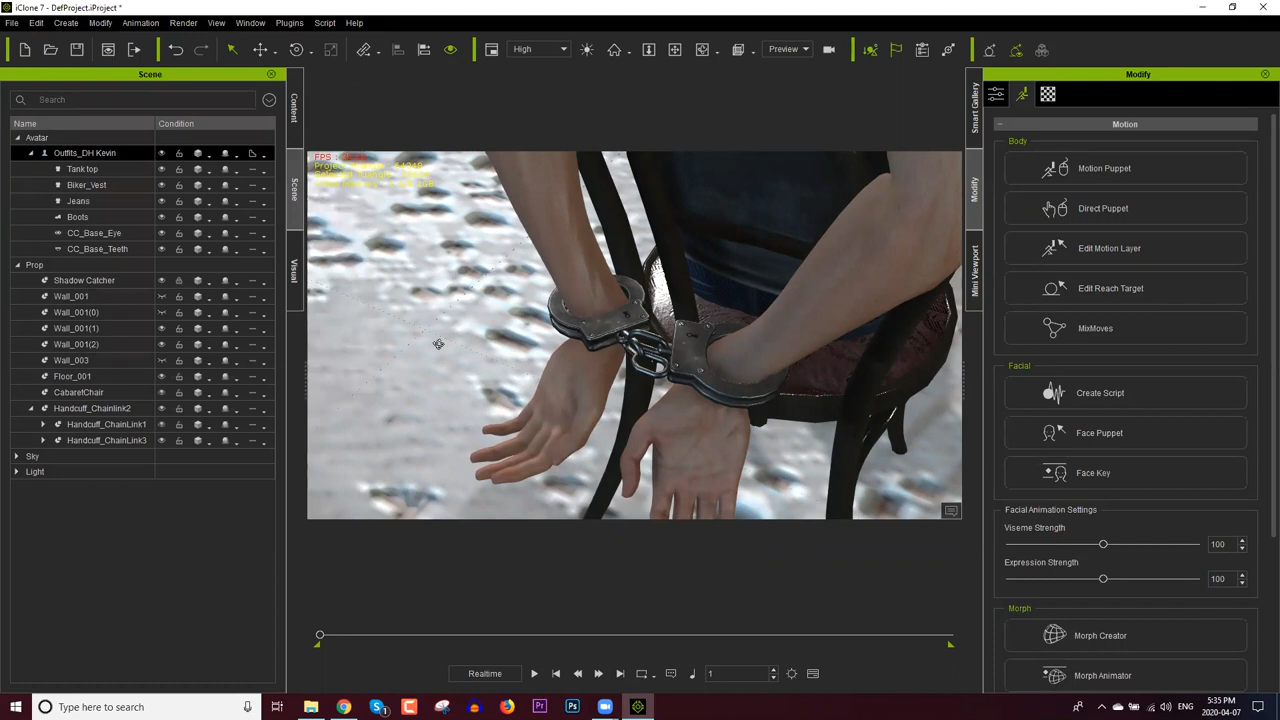 iClone 7 - DefProject.iProject *
File Edit Create Modify Animation Render View Window Plugins Script Help
High
Preview
Scene
Search
Name Condition
Avatar
Outfits_DH Kevin
Tank top
Biker_Vest
Jeans
Boots
CC_Base_Eye
CC_Base_Teeth
Prop
Shadow Catcher
Wall_001
Wall_001(0)
Wall_001(1)
Wall_001(2)
Wall_003
Floor_001
CabaretChair
Handcuff_Chainlink2
Handcuff_ChainLink1
Handcuff_ChainLink3
Sky
Light
Content
Scene
Visual
FPS :
Smart Gallery
Modify
Mini Viewport
Modify
Motion
Body
Motion Puppet
Direct Puppet
Edit Motion Layer
Edit Reach Target
MixMoves
Facial
Create Script
Face Puppet
Face Key
Facial Animation Settings
Viseme Strength
100
Expression Strength
100
Morph
Morph Creator
Morph Animator
Realtime
1
Type here to search
5:35 PM
2020-04-07